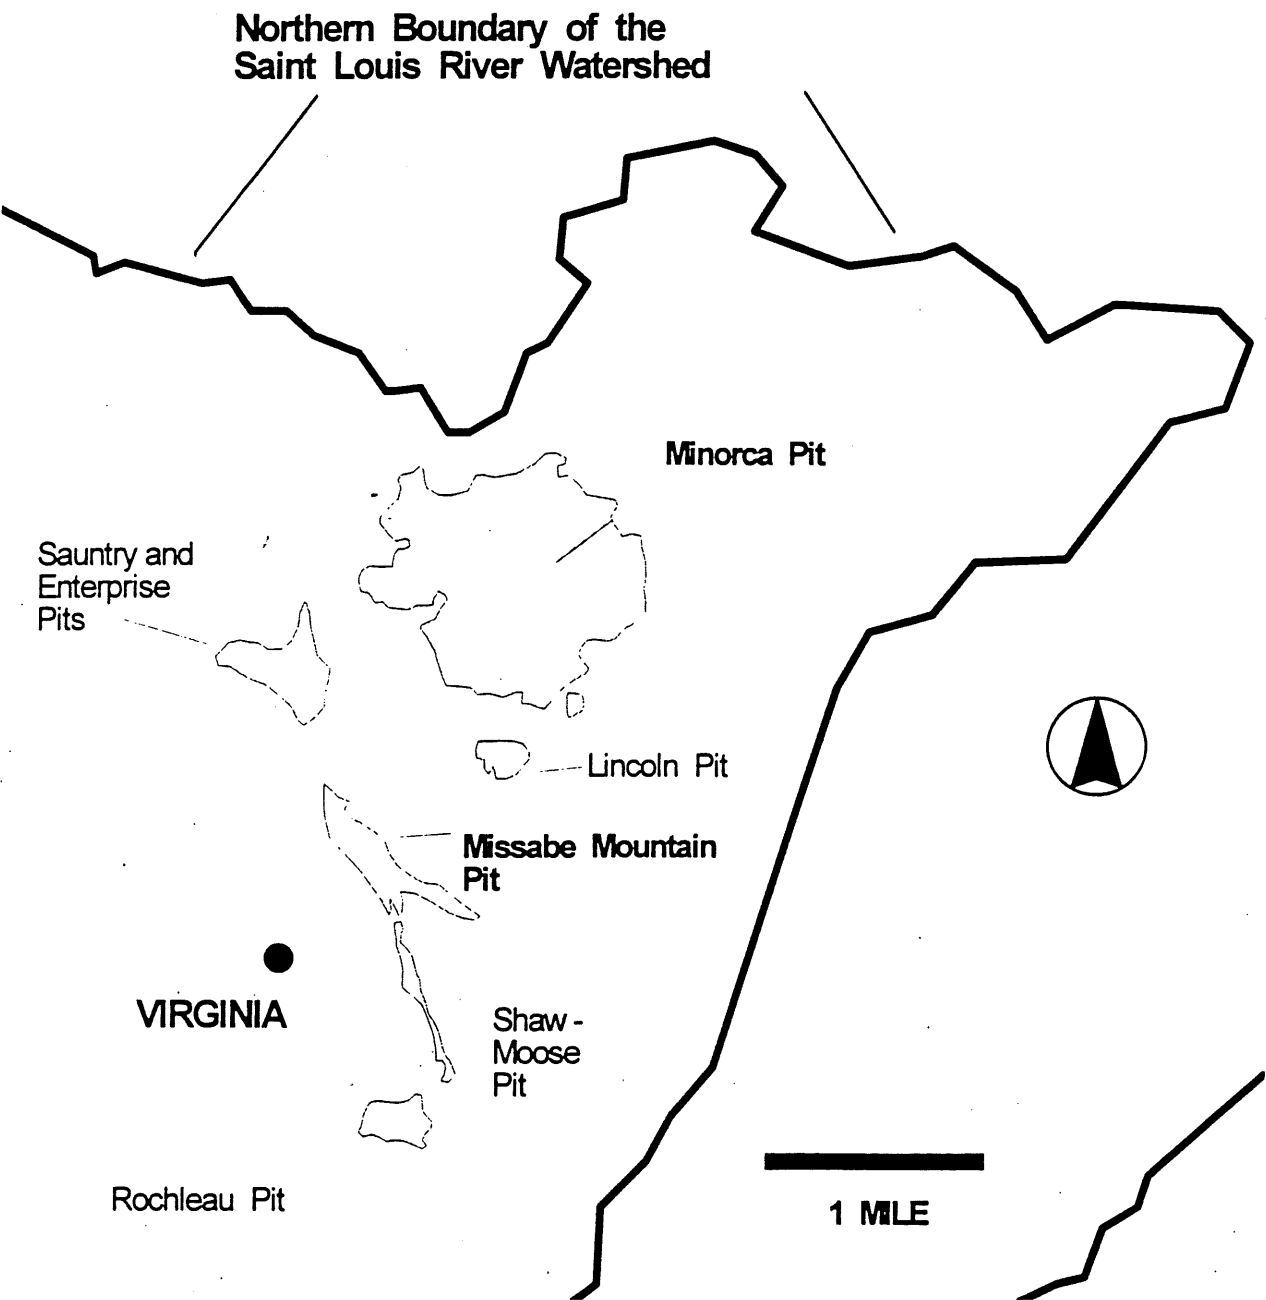 Northern Boundary of the
Saint Louis River Watershed
Minorca Pit
Sauntry and
Enterprise
Pits
Lincoln Pit
Missabe Mountain
Pit
VIRGINIA
Shaw -
Moose
Pit
Rochleau Pit
1 MILE